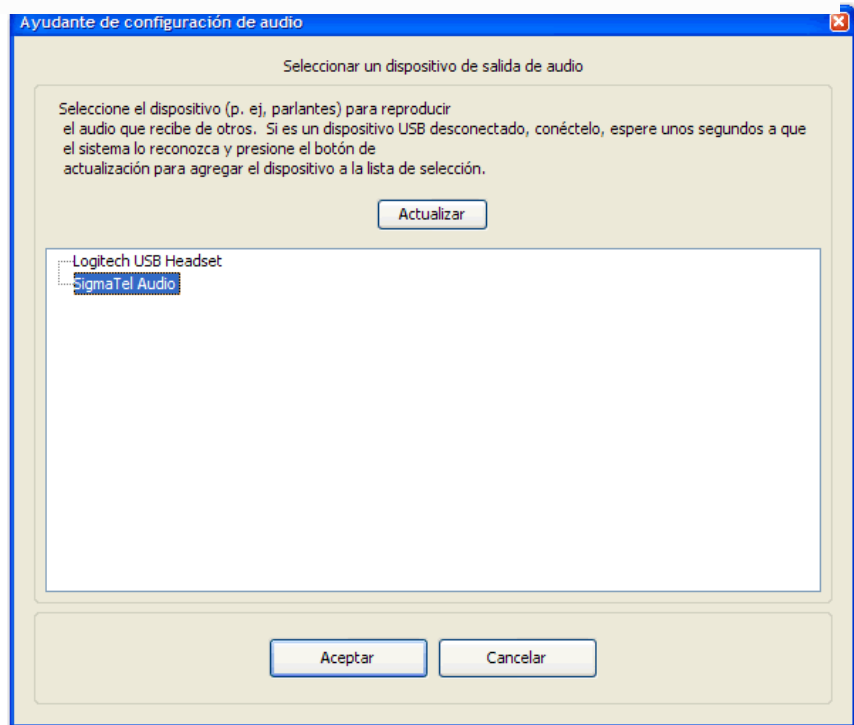 Ayudante de configuración de audio
Seleccionar un dispositivo de salida de audio
Seleccione el dispositivo (p. ej, parlantes) para reproducir
el audio que recibe de otros. Si es un dispositivo USB desconectado, conéctelo, espere unos segundos a que
el sistema lo reconozca y presione el botón de
actualización para agregar el dispositivo a la lista de selección.
Actualizar
Logitech USB Headset
SigmaTel Audio
Aceptar
Cancelar